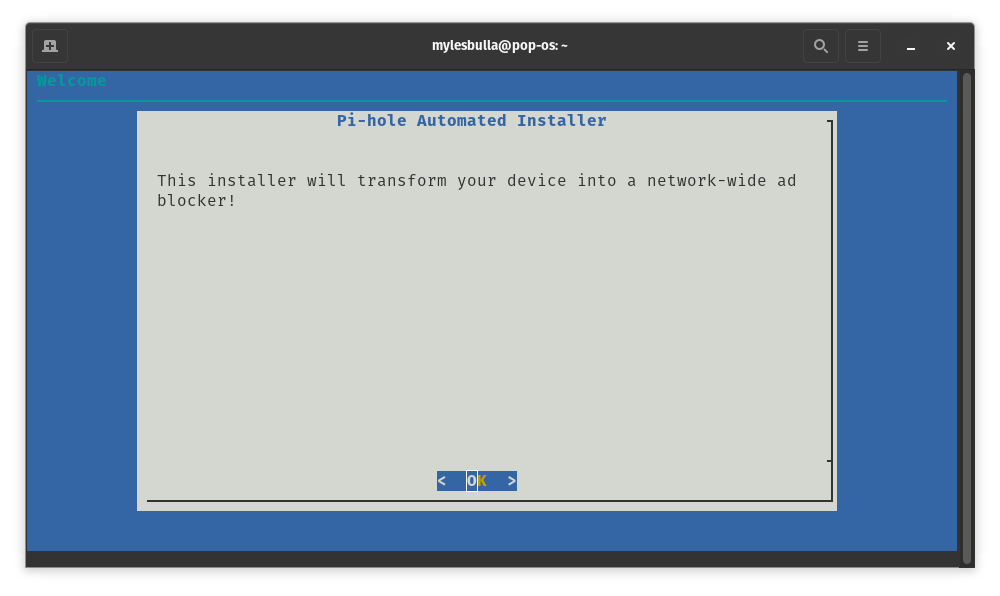 mylesbulla@pop-os: ~
Welcome
Pi-hole Automated Installer
This installer will transform your device into a network-wide ad
blocker!
<  OK  >